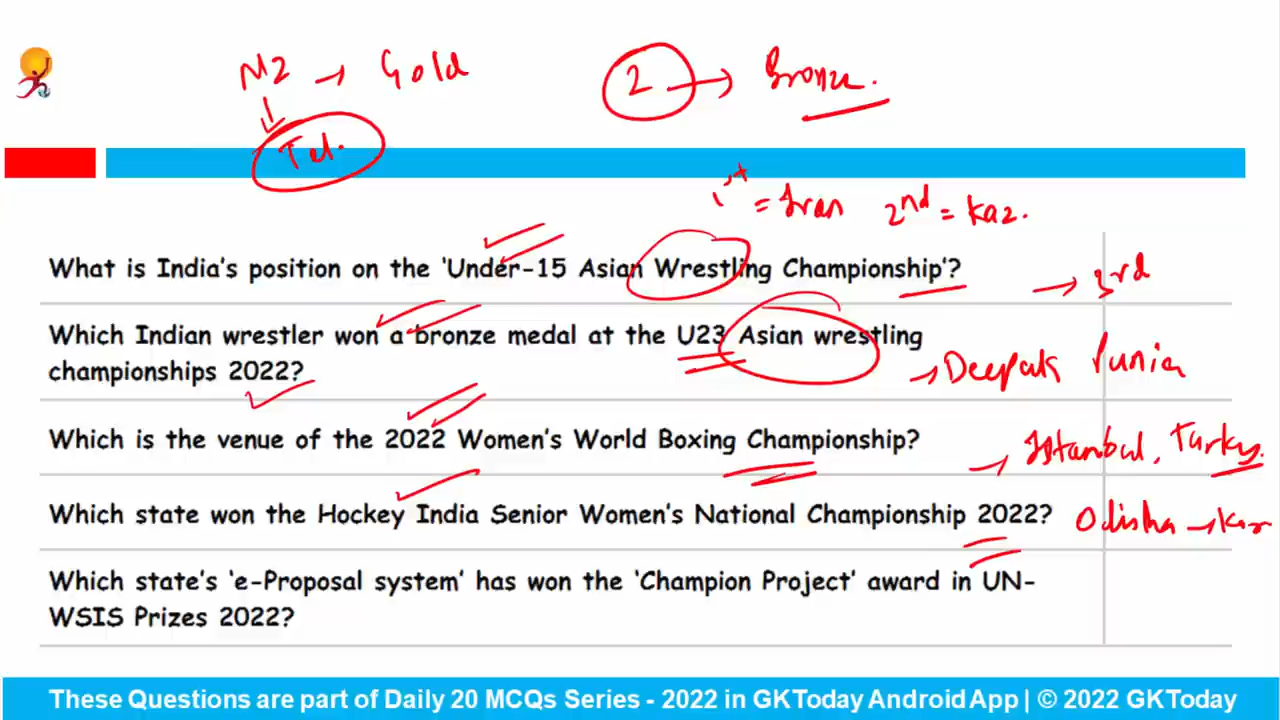 NZ → Gold
2 → Bronze.
Tel.
1st = Iran 2nd = Kaz.
What is India's position on the 'Under-15 Asian Wrestling Championship'? → 3rd
Which Indian wrestler won a bronze medal at the U23 Asian wrestling
championships 2022? → Deepak Punia
Which is the venue of the 2022 Women's World Boxing Championship? → Istanbul, Turkey.
Which state won the Hockey India Senior Women's National Championship 2022? Odisha → Kar
Which state's 'e-Proposal system' has won the 'Champion Project' award in UN-
WSIS Prizes 2022?
These Questions are part of Daily 20 MCQs Series - 2022 in GKToday Android App | © 2022 GKToday